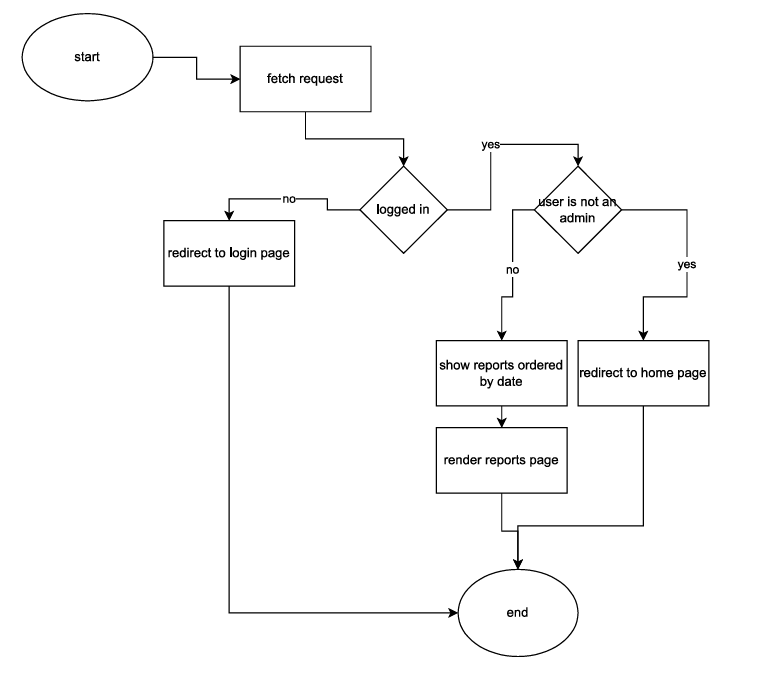 start
fetch request
yes
no
logged in
user is not an
admin
redirect to login page
no
yes
show reports ordered
by date
redirect to home page
render reports page
end